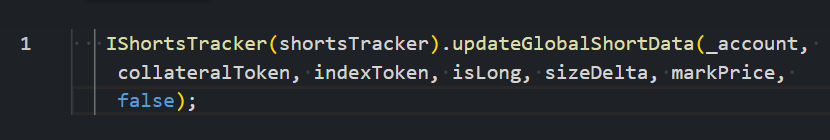 1 IShortsTracker(shortsTracker).updateGlobalShortData(_account,
collateralToken, indexToken, isLong, sizeDelta, markPrice,
false);